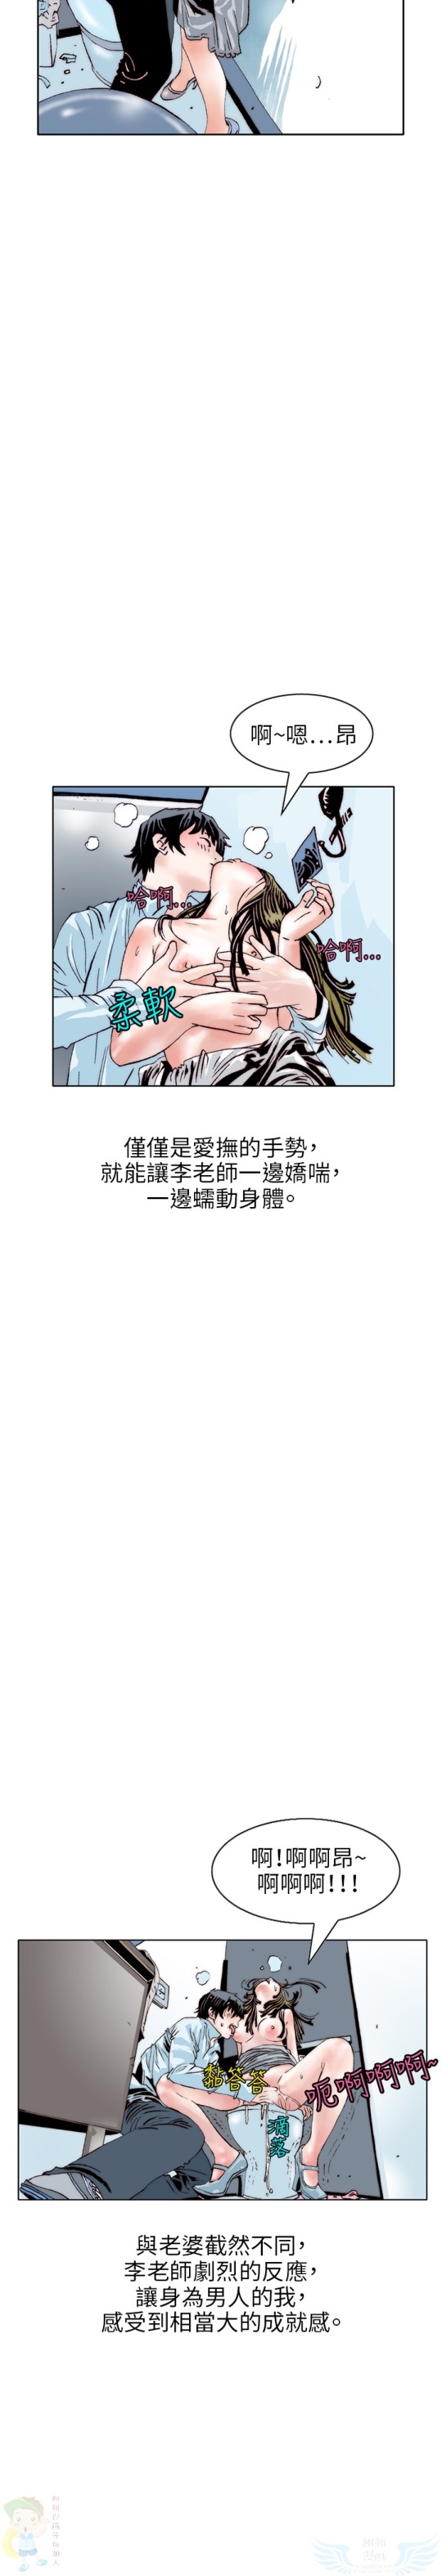 啊~嗯...昂
哈啊...
哈啊...
柔軟
僅僅是愛撫的手勢，
就能讓李老師一邊嬌喘，
一邊蠕動身體。
啊！啊啊昂~
啊啊啊！！！
黏答答
呃啊啊啊~
滴落
與老婆截然不同，
李老師劇烈的反應，
讓身為男人的我，
感受到相當大的成就感。